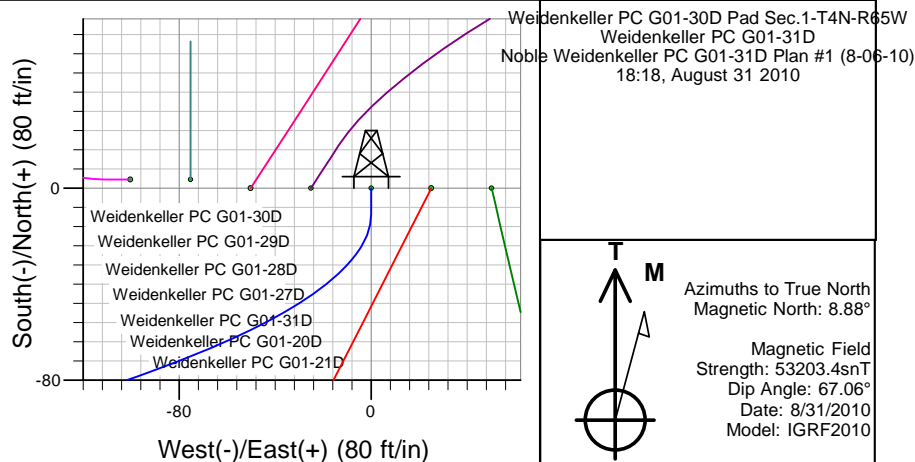 Weidenkeller PC G01-30D Pad Sec.1-T4N-R65W
Weidenkeller PC G01-31D
Noble Weidenkeller PC G01-31D Plan #1 (8-06-10)
18:18, August 31 2010
South(-)/North(+) (80 ft/in)
0
-80
Weidenkeller PC G01-30D
Weidenkeller PC G01-29D
Weidenkeller PC G01-28D
Weidenkeller PC G01-27D
Weidenkeller PC G01-31D
Weidenkeller PC G01-20D
Weidenkeller PC G01-21D
-80
0
West(-)/East(+) (80 ft/in)
T
M
Azimuths to True North
Magnetic North: 8.88°
Magnetic Field
Strength: 53203.4snT
Dip Angle: 67.06°
Date: 8/31/2010
Model: IGRF2010